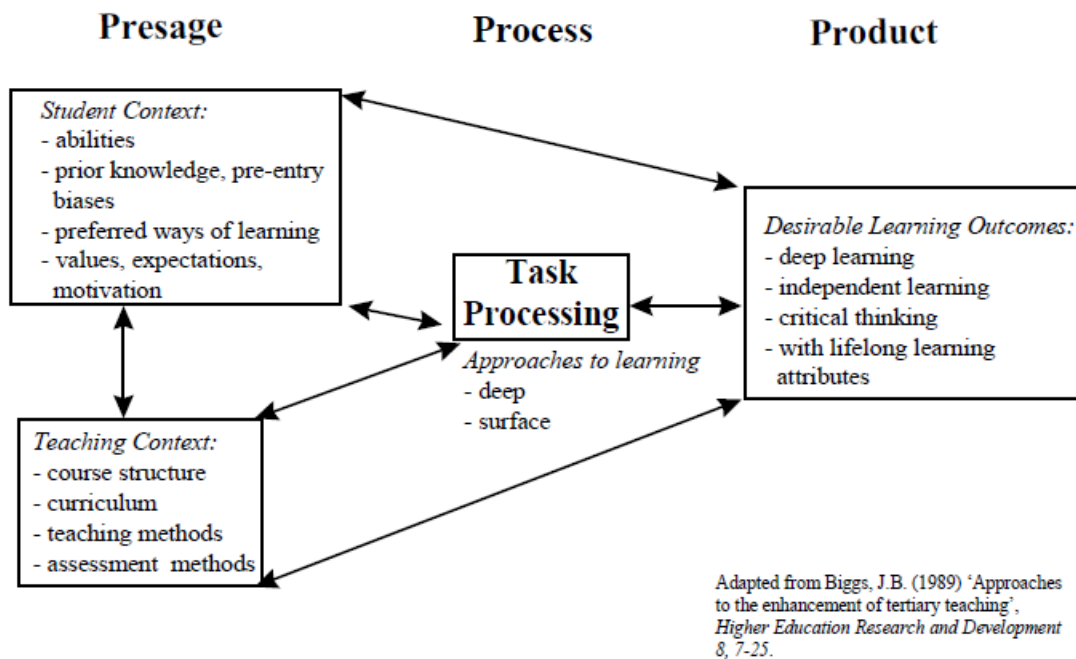 Presage
Process
Product
Student Context:
- abilities
- prior knowledge, pre-entry
biases
- preferred ways of learning
- values, expectations,
motivation
Task
Processing
Approaches to learning
- deep
- surface
Desirable Learning Outcomes:
- deep learning
- independent learning
- critical thinking
- with lifelong learning
attributes
Teaching Context:
- course structure
- curriculum
- teaching methods
- assessment methods
Adapted from Biggs, J.B. (1989) ‘Approaches
to the enhancement of tertiary teaching’,
Higher Education Research and Development
8, 7-25.